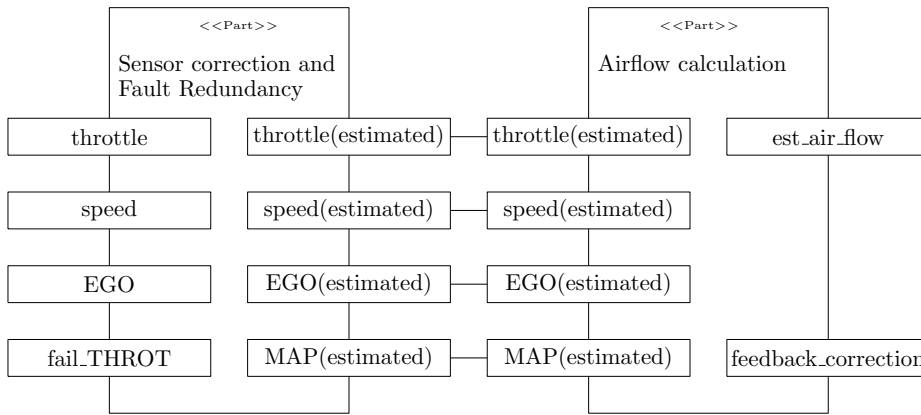 <<Part>>
Sensor correction and
Fault Redundancy
throttle
speed
EGO
fail_THROT
throttle(estimated)
speed(estimated)
EGO(estimated)
MAP(estimated)
<<Part>>
Airflow calculation
throttle(estimated)
speed(estimated)
EGO(estimated)
MAP(estimated)
est_air_flow
feedback_correction